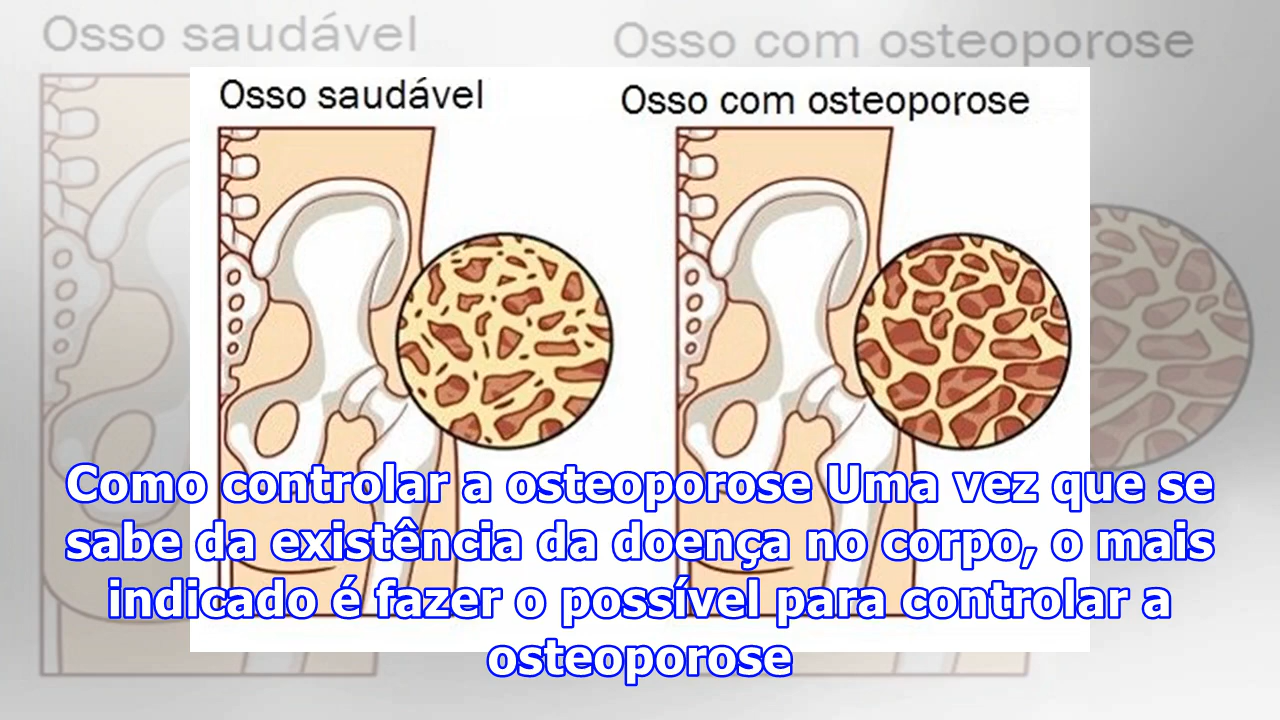 Osso saudável
Osso com osteoporose
Osso saudável
Osso com osteoporose
Como controlar a osteoporose Uma vez que se
sabe da existência da doença no corpo, o mais
indicado é fazer o possível para controlar a
osteoporose